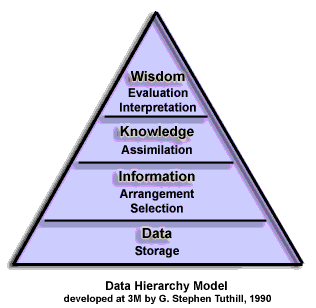 Wisdom
Evaluation
Interpretation
Knowledge
Assimilation
Information
Arrangement
Selection
Data
Storage
Data Hierarchy Model
developed at 3M by G. Stephen Tuthill, 1990